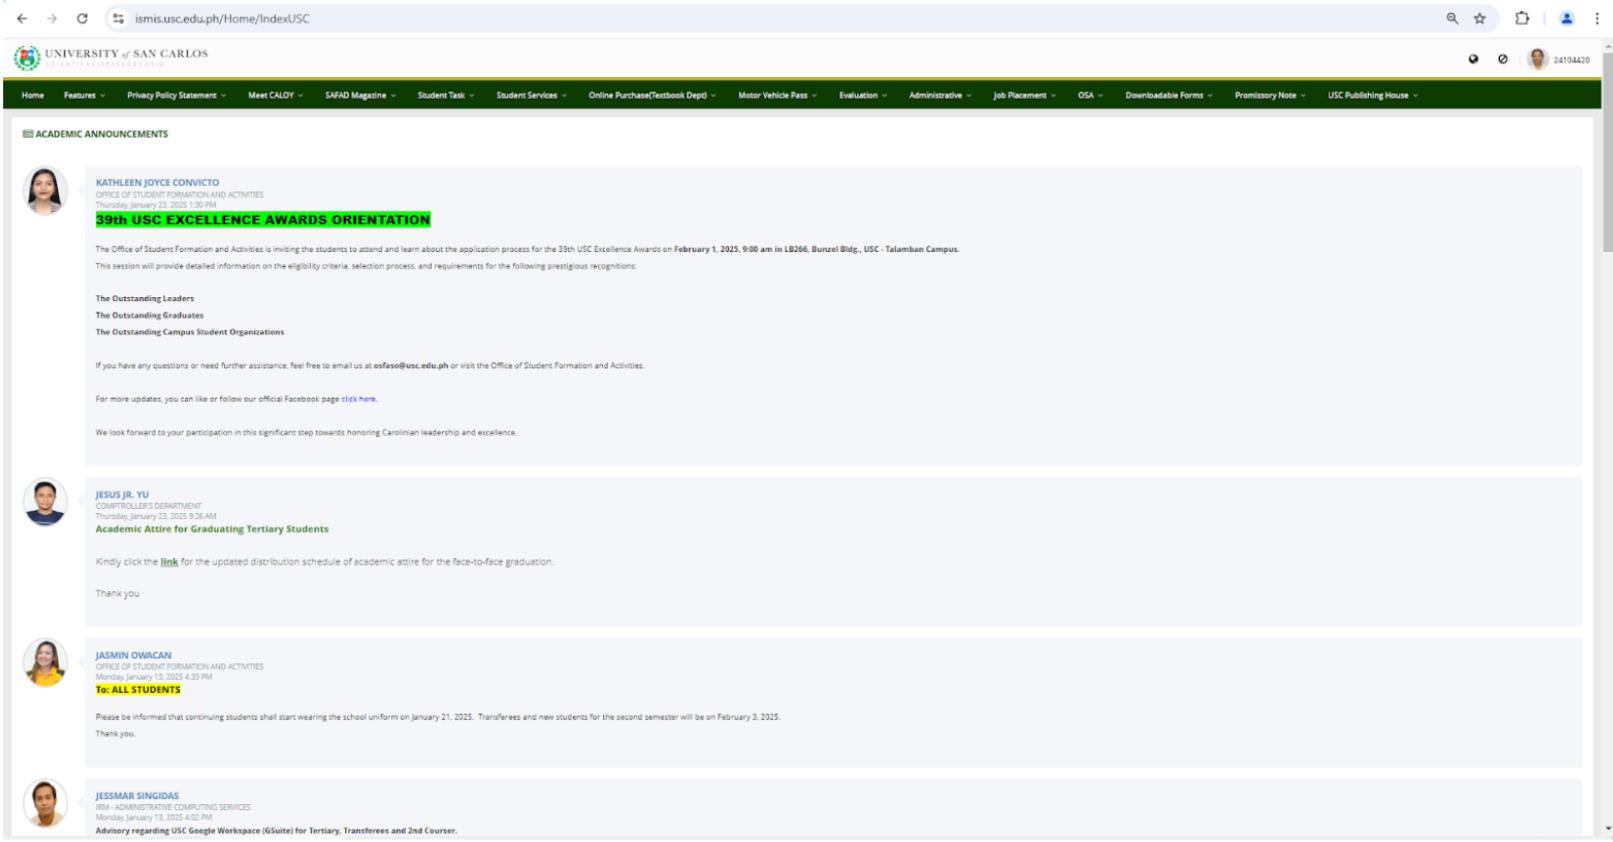 ismis.usc.edu.ph/Home/IndexUSC
UNIVERSITY of SAN CARLOS
SCIENTIA•VIRTUS•DEVOTIO
24104420
Home Features Privacy Policy Statement Meet CALOY SAFAD Magazine Student Task Student Services Online Purchase(Textbook Dept) Motor Vehicle Pass Evaluation Administrative Job Placement OSA Downloadable Forms Promissory Note USC Publishing House
ACADEMIC ANNOUNCEMENTS
KATHLEEN JOYCE CONVICTO
OFFICE OF STUDENT FORMATION AND ACTIVITIES
Thursday, January 23, 2025 1:30 PM
39th USC EXCELLENCE AWARDS ORIENTATION
The Office of Student Formation and Activities is inviting the students to attend and learn about the application process for the 39th USC Excellence Awards on February 1, 2025, 9:00 am in LB266, Bunzel Bldg., USC - Talamban Campus.
This session will provide detailed information on the eligibility criteria, selection process, and requirements for the following prestigious recognitions:
The Outstanding Leaders
The Outstanding Graduates
The Outstanding Campus Student Organizations
If you have any questions or need further assistance, feel free to email us at osfaso@usc.edu.ph or visit the Office of Student Formation and Activities.
For more updates, you can like or follow our official Facebook page click here.
We look forward to your participation in this significant step towards honoring Carolinian leadership and excellence.
JESUS JR. YU
COMPTROLLER'S DEPARTMENT
Thursday, January 23, 2025 9:26 AM
Academic Attire for Graduating Tertiary Students
Kindly click the link for the updated distribution schedule of academic attire for the face-to-face graduation.
Thank you
JASMIN OWACAN
OFFICE OF STUDENT FORMATION AND ACTIVITIES
Monday, January 13, 2025 4:33 PM
To: ALL STUDENTS
Please be informed that continuing students shall start wearing the school uniform on January 21, 2025. Transferees and new students for the second semester will be on February 3, 2025.
Thank you.
JESSMAR SINGIDAS
IRM - ADMINISTRATIVE COMPUTING SERVICES
Monday, January 13, 2025 4:02 PM
Advisory regarding USC Google Workspace (GSuite) for Tertiary, Transferees and 2nd Courser.